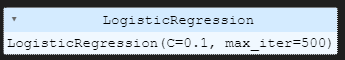 ▾ LogisticRegression
LogisticRegression(C=0.1, max_iter=500)